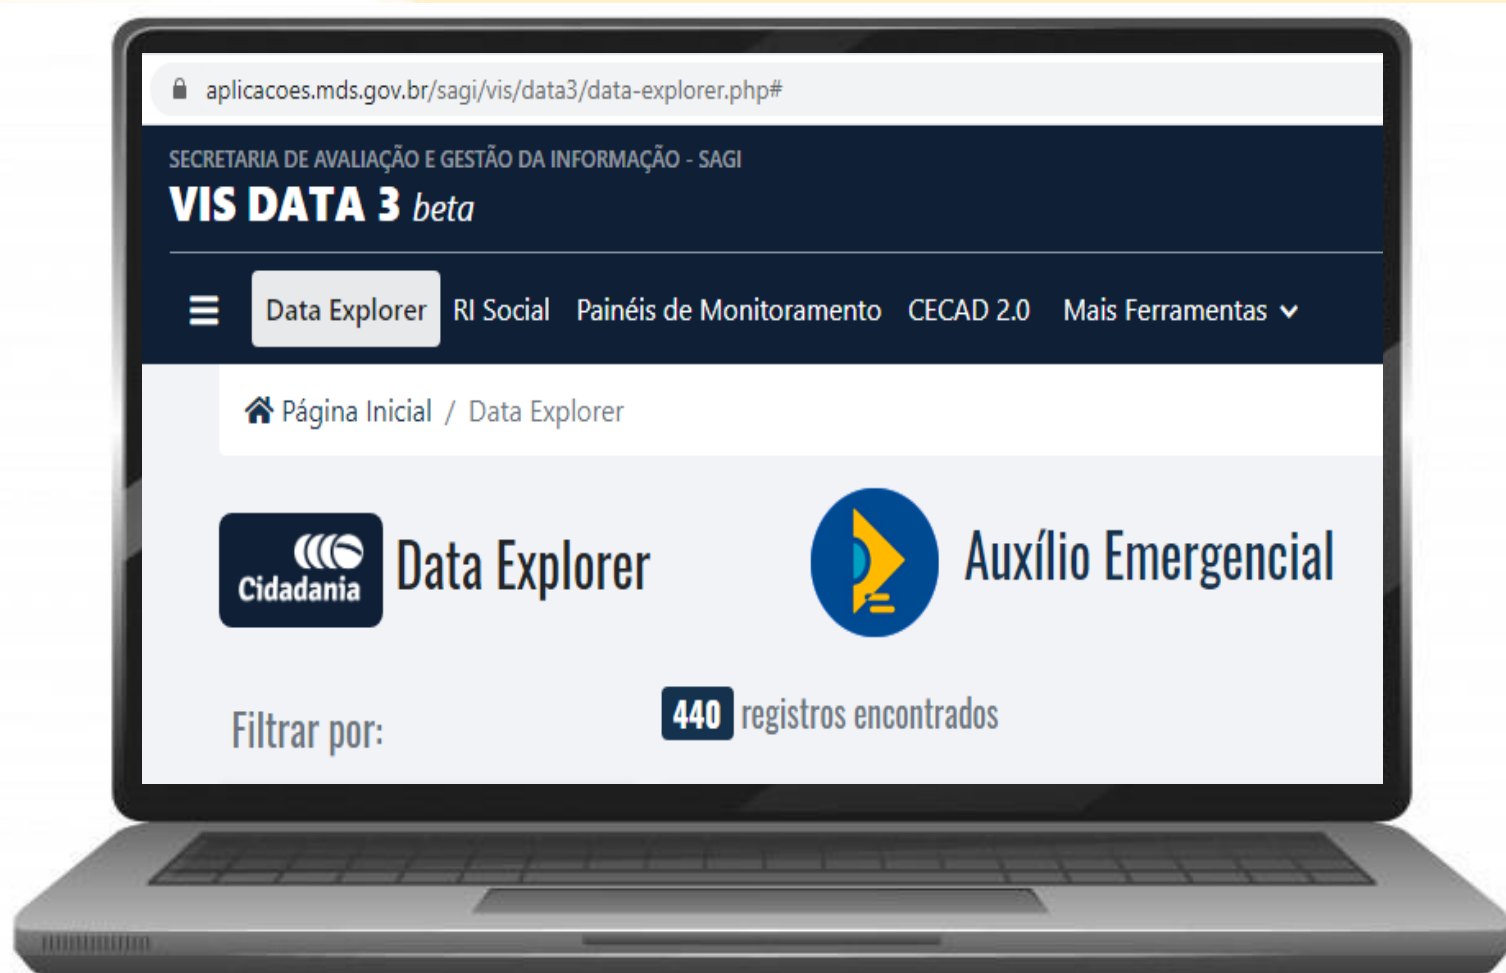 aplicacoes.mds.gov.br/sagi/vis/data3/data-explorer.php#
SECRETARIA DE AVALIAÇÃO E GESTÃO DA INFORMAÇÃO - SAGI
VIS DATA 3 beta
Data Explorer RI Social Painéis de Monitoramento CECAD 2.0 Mais Ferramentas
Página Inicial / Data Explorer
Cidadania Data Explorer Auxílio Emergencial
Filtrar por: 440 registros encontrados